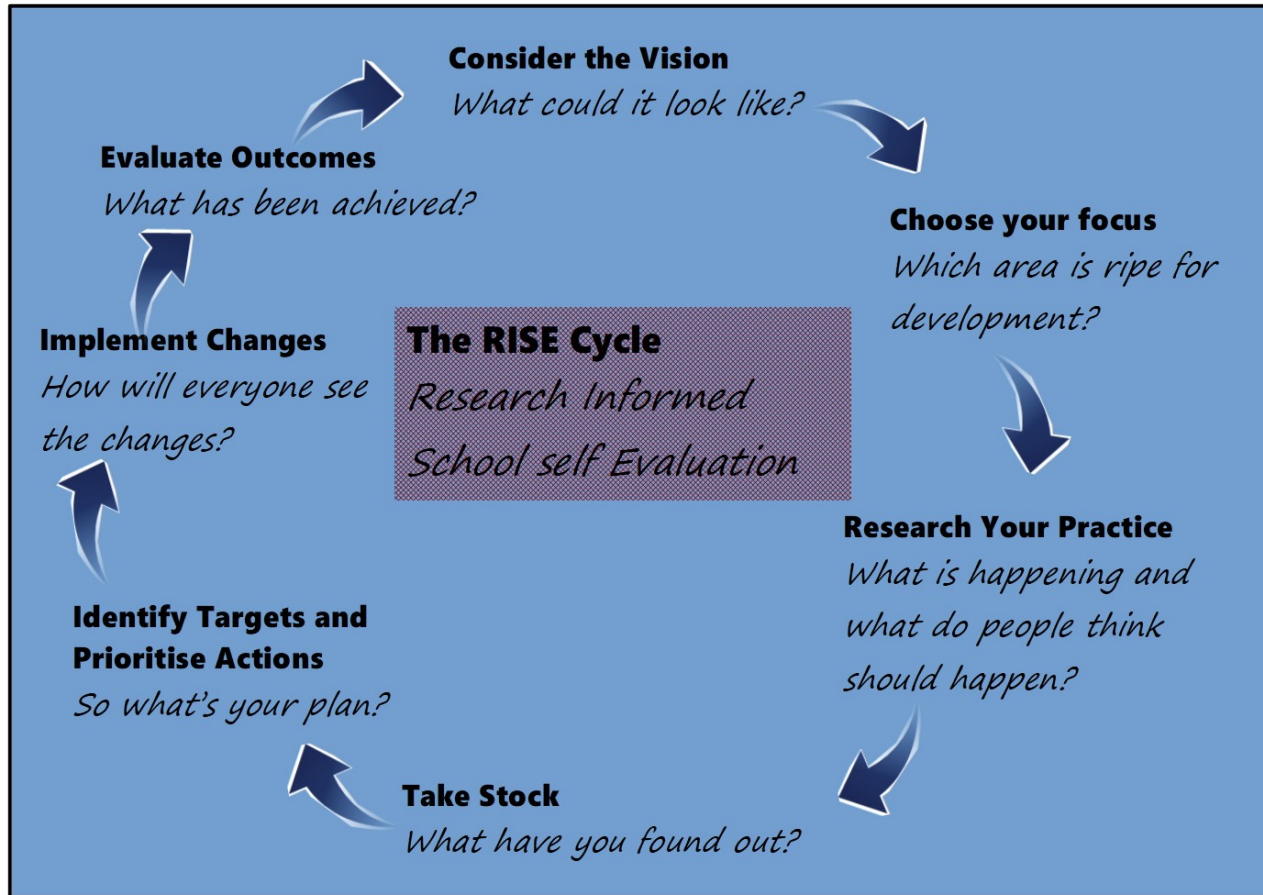 Consider the Vision
What could it look like?
Choose your focus
Which area is ripe for
development?
Research Your Practice
What is happening and
what do people think
should happen?
Take Stock
What have you found out?
Identify Targets and
Prioritise Actions
So what's your plan?
Implement Changes
How will everyone see
the changes?
Evaluate Outcomes
What has been achieved?
The RISE Cycle
Research Informed
School self Evaluation